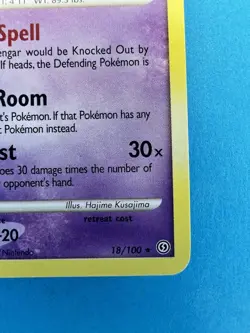 Spell
engar would be Knocked Out by
If heads, the Defending Pokémon is
Room
t's Pokémon. If that Pokémon has any
t Pokémon instead.
st 30×
oes 30 damage times the number of
opponent's hand.
Illus. Hajime Kusajima
retreat cost
-20
/Nintendo
18/100 ★